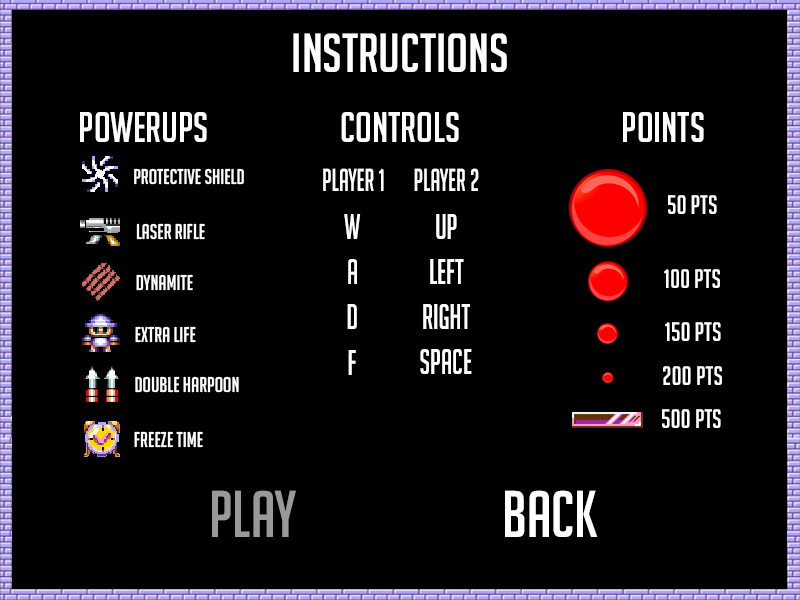 INSTRUCTIONS
POWERUPS
PROTECTIVE SHIELD
LASER RIFLE
DYNAMITE
EXTRA LIFE
DOUBLE HARPOON
FREEZE TIME
CONTROLS
PLAYER 1 PLAYER 2
W UP
A LEFT
D RIGHT
F SPACE
POINTS
50 PTS
100 PTS
150 PTS
200 PTS
500 PTS
PLAY BACK